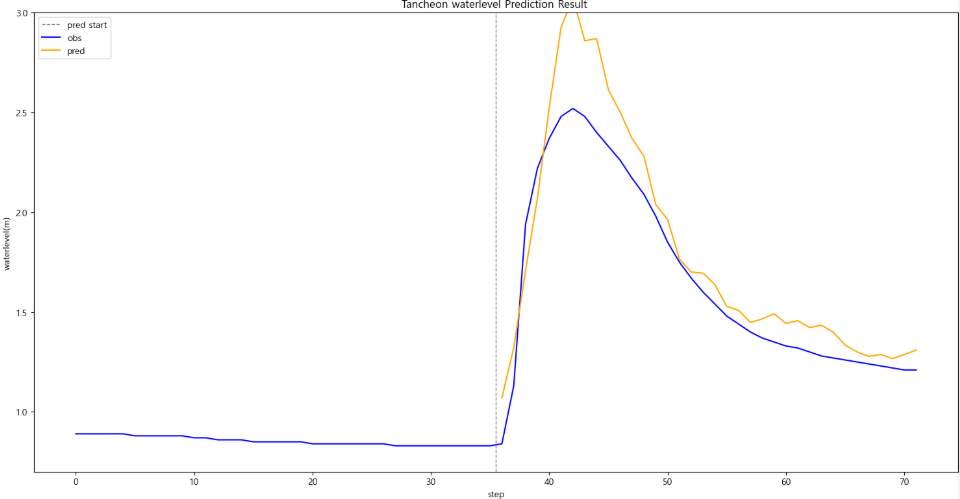 Tancheon waterlevel Prediction Result
3.0
pred start
obs
pred
2.5
2.0
waterlevel(m)
1.5
1.0
0 10 20 30 40 50 60 70
step